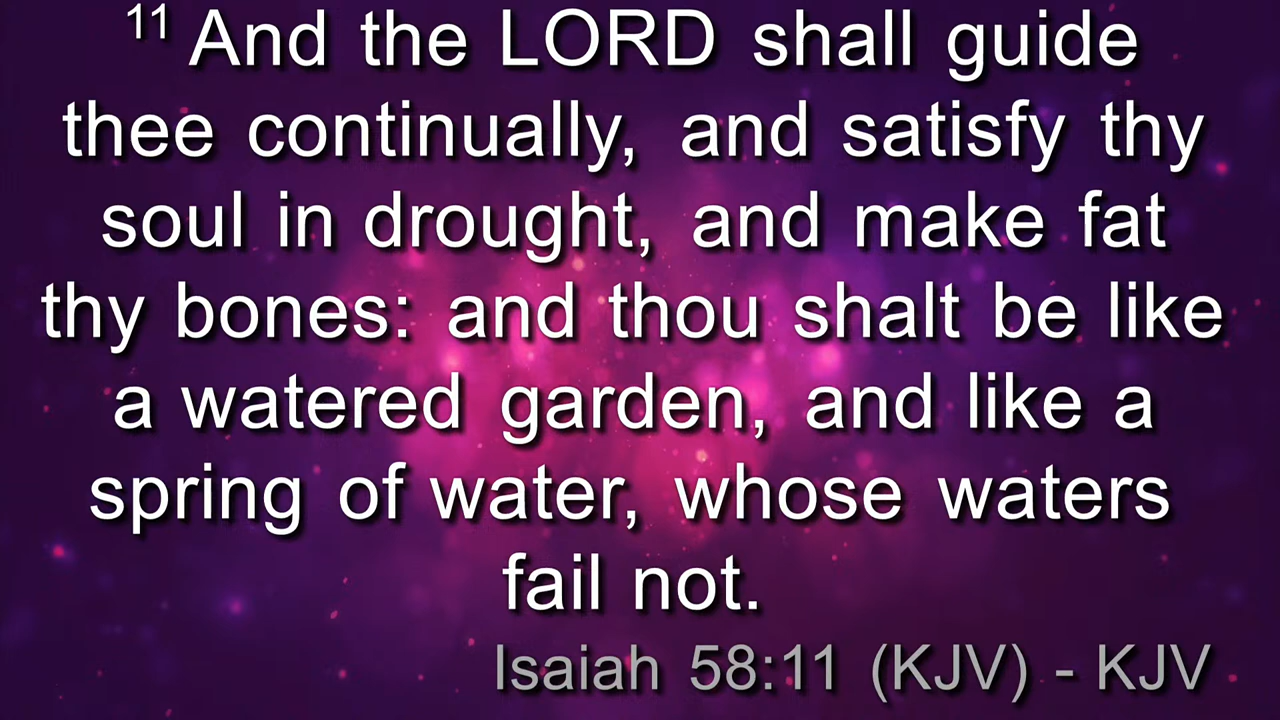 11 And the LORD shall guide
thee continually, and satisfy thy
soul in drought, and make fat
thy bones: and thou shalt be like
a watered garden, and like a
spring of water, whose waters
fail not.
Isaiah 58:11 (KJV) - KJV